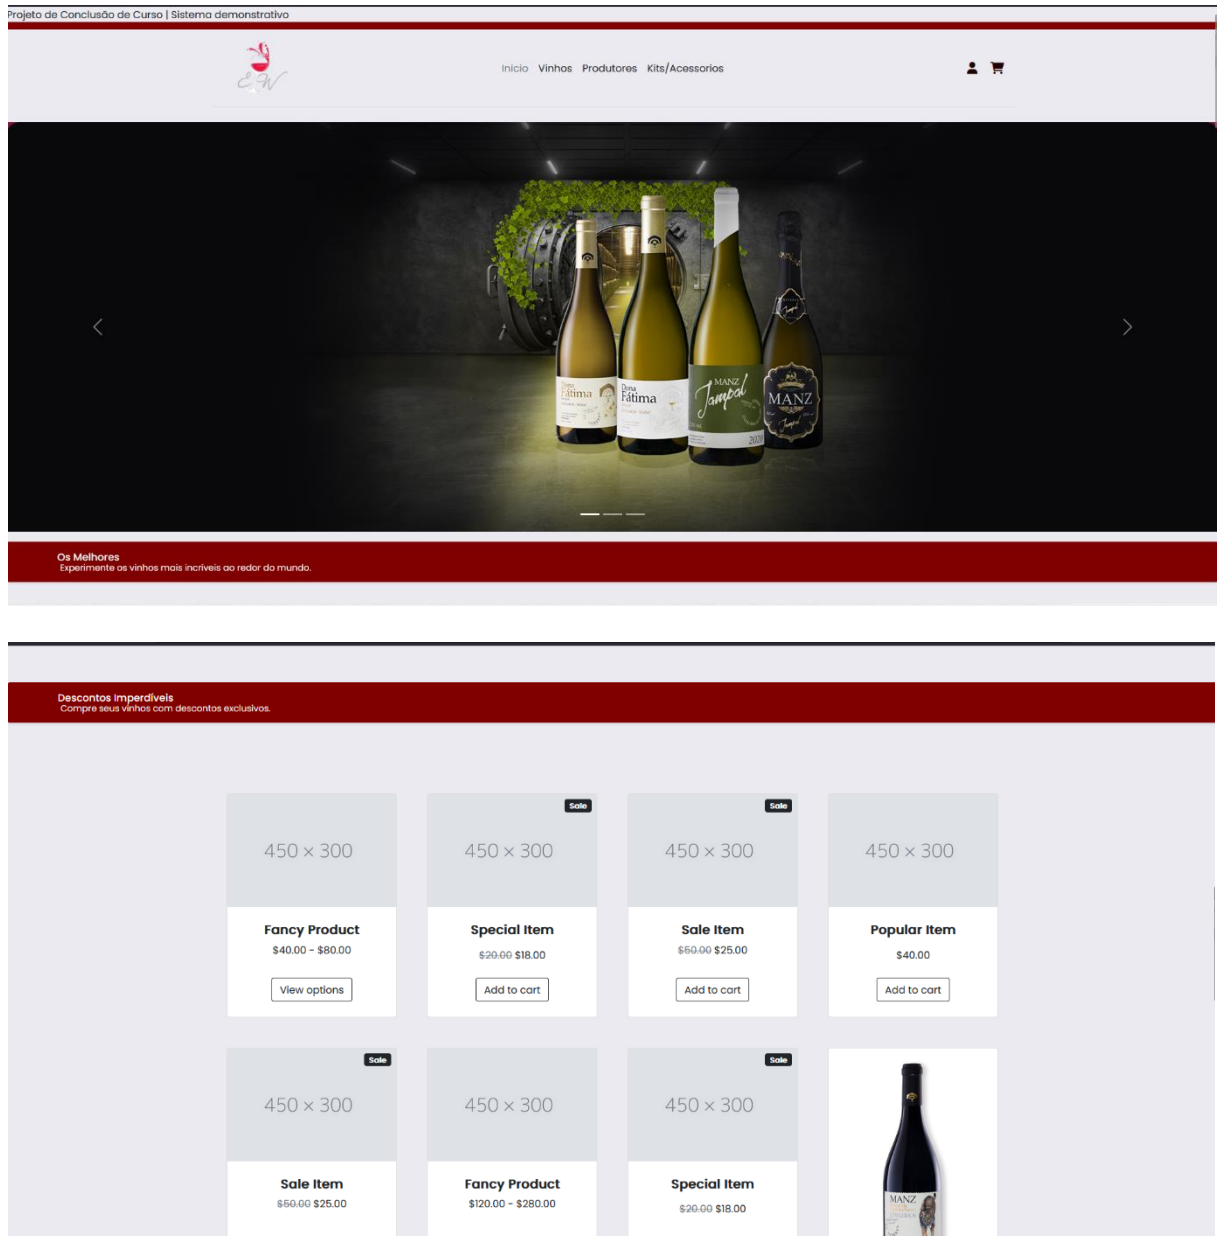 Projeto de Conclusão de Curso | Sistema demonstrativo
E W
Inicio Vinhos Produtores Kits/Acessorios
Dona Fátima
Dona Fátima
MANZ
Jampal
2020
MANZ
Jampal
Os Melhores
Experimente os vinhos mais incríveis ao redor do mundo.
Descontos Imperdíveis
Compre seus vinhos com descontos exclusivos.
450 × 300
Sale
450 × 300
Sale
450 × 300
450 × 300
Fancy Product
$40.00 - $80.00
View options
Special Item
$20.00 $18.00
Add to cart
Sale Item
$50.00 $25.00
Add to cart
Popular Item
$40.00
Add to cart
Sale
450 × 300
450 × 300
Sale
450 × 300
Sale Item
$50.00 $25.00
Fancy Product
$120.00 - $280.00
Special Item
$20.00 $18.00
MANZ